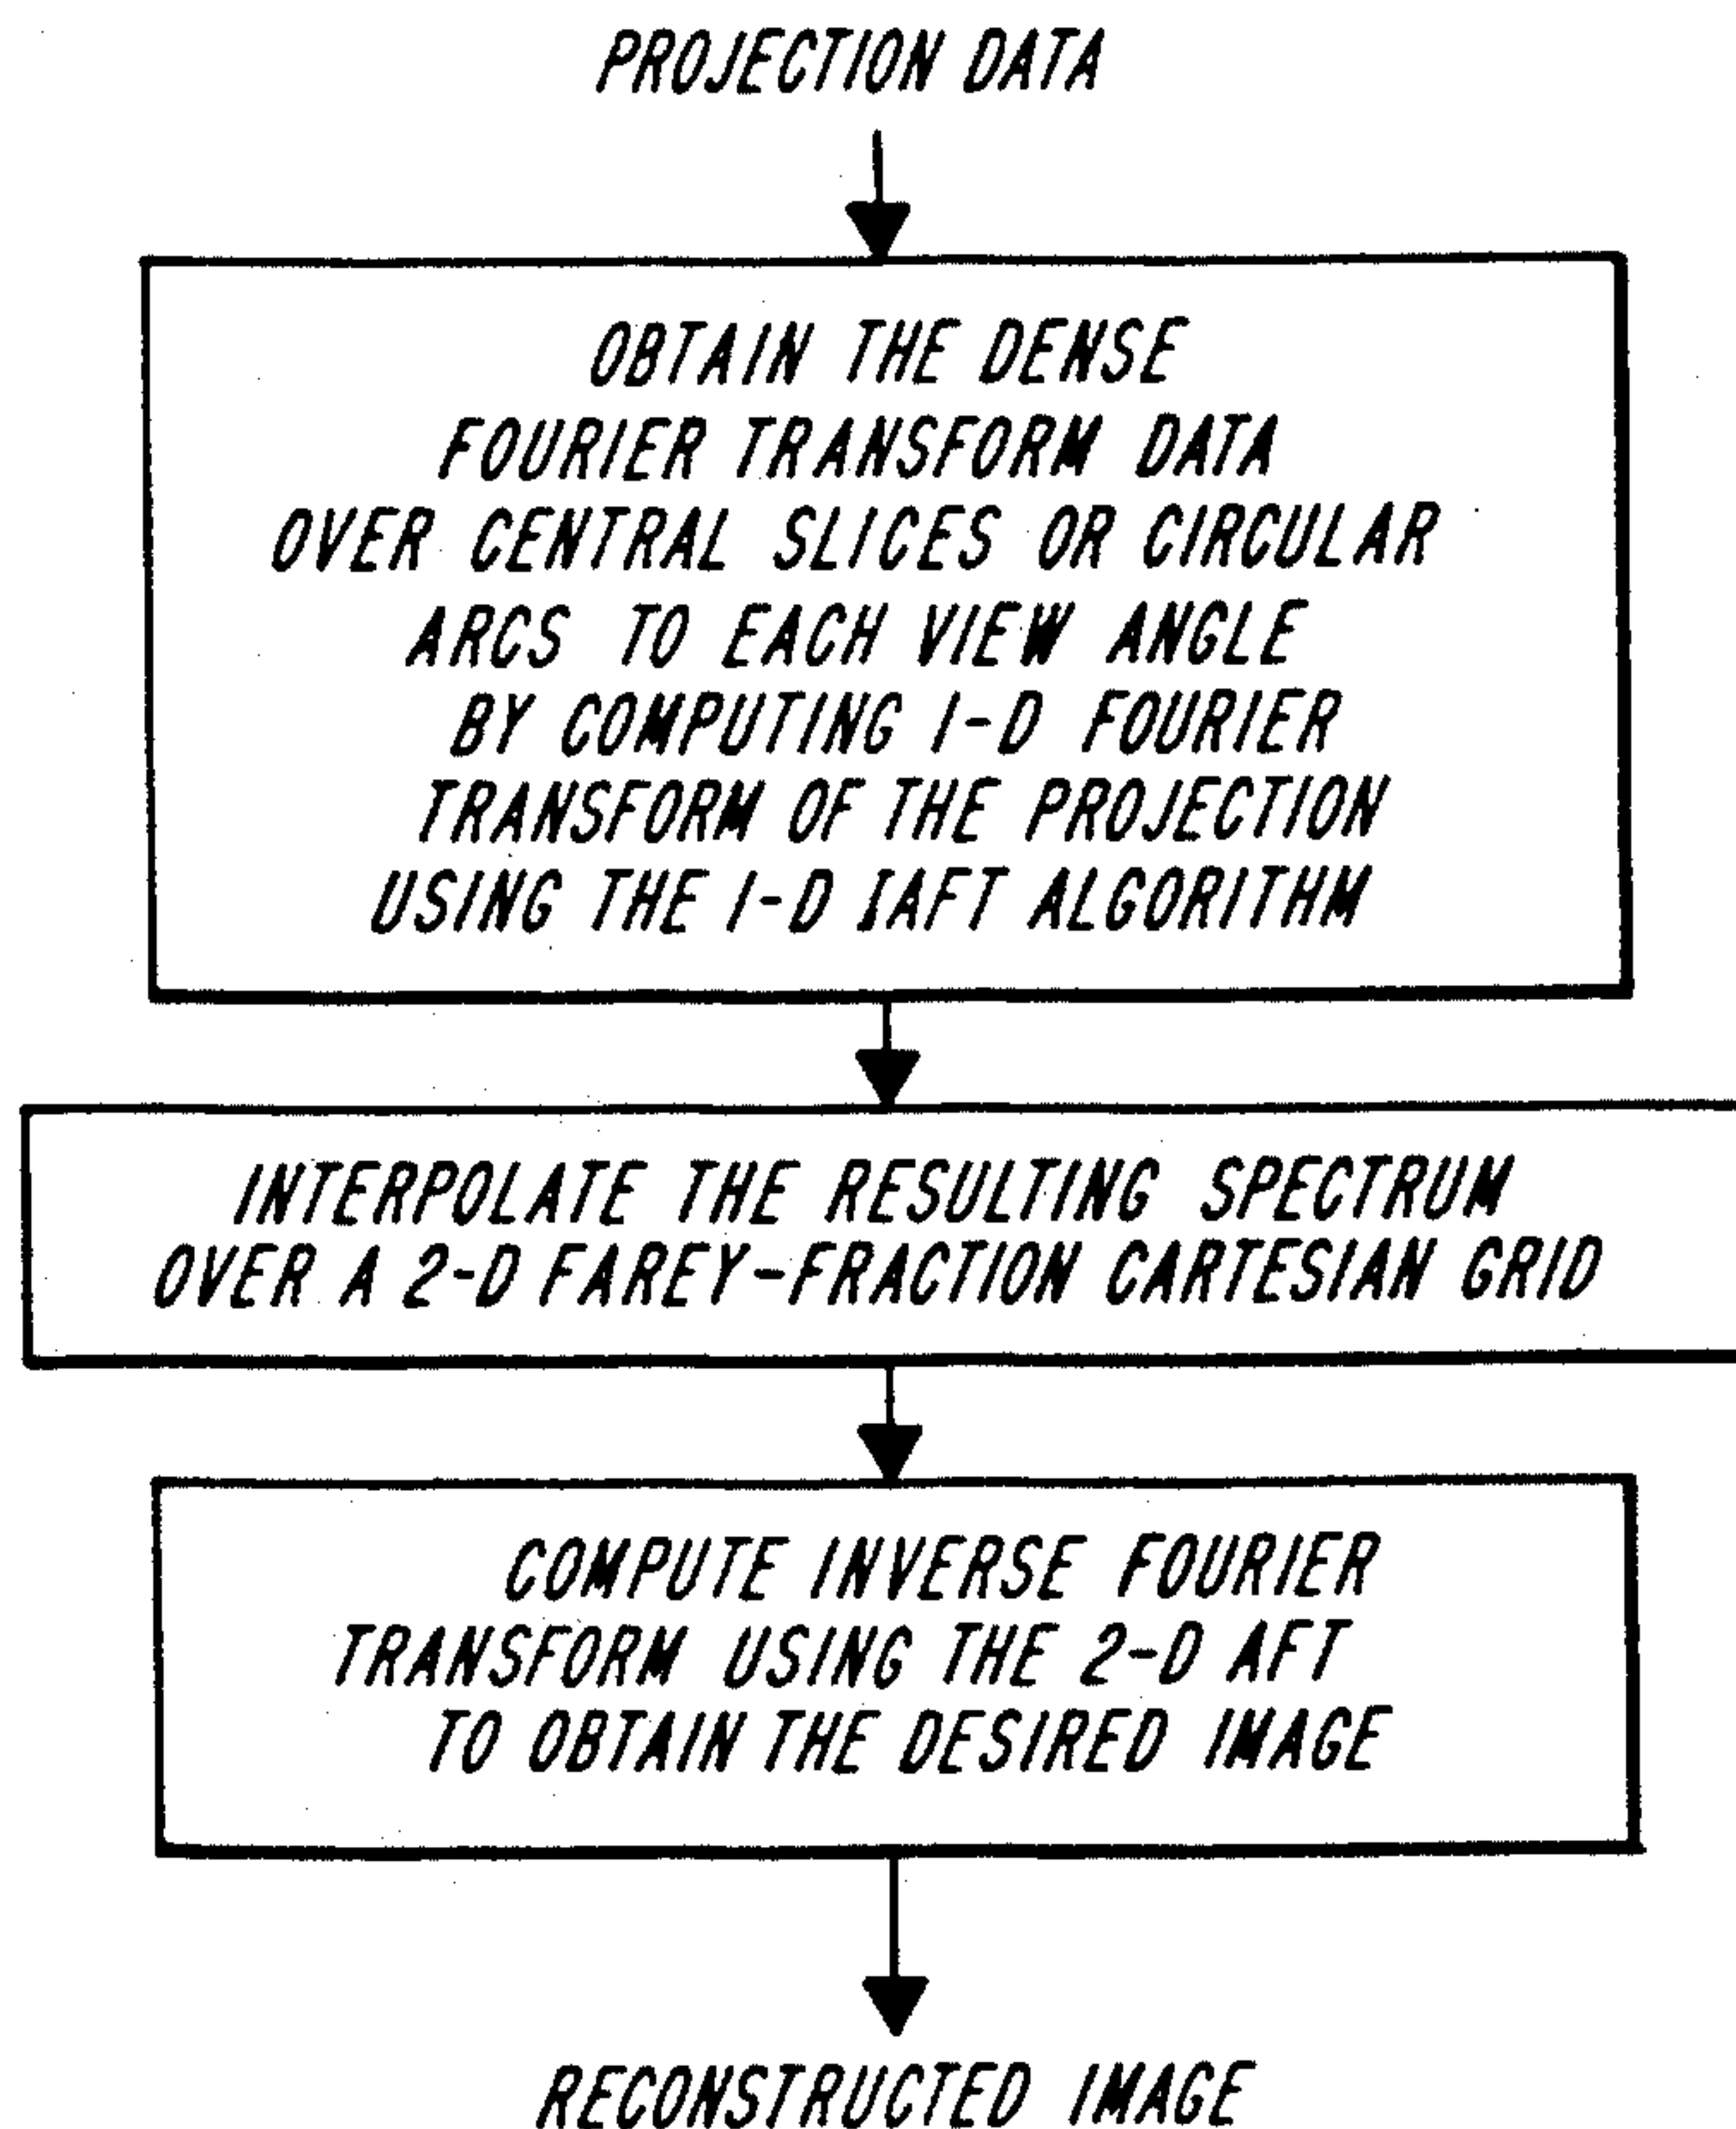 PROJECTION DATA
OBTAIN THE DENSE
FOURIER TRANSFORM DATA
OVER CENTRAL SLICES OR CIRCULAR
ARCS TO EACH VIEW ANGLE
BY COMPUTING 1-D FOURIER
TRANSFORM OF THE PROJECTION
USING THE 1-D IAFT ALGORITHM
INTERPOLATE THE RESULTING SPECTRUM
OVER A 2-D FAREY-FRACTION CARTESIAN GRID
COMPUTE INVERSE FOURIER
TRANSFORM USING THE 2-D AFT
TO OBTAIN THE DESIRED IMAGE
RECONSTRUCTED IMAGE